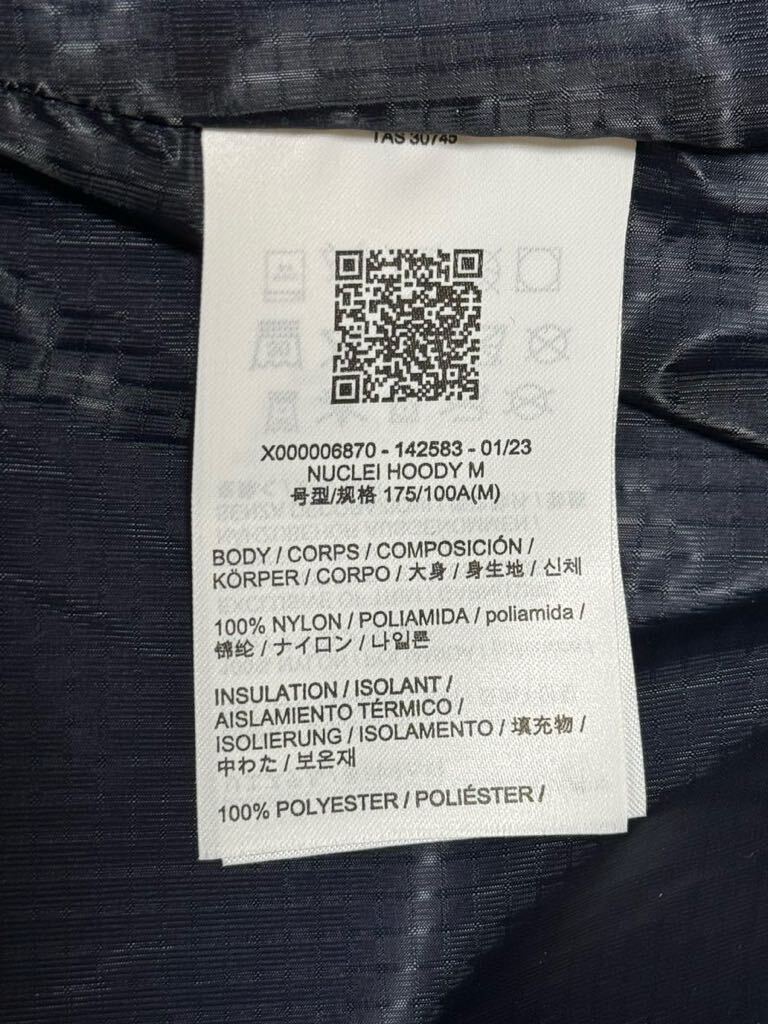 TAS 30745
X000006870 - 142583 - 01/23
NUCLEI HOODY M
号型/规格 175/100A(M)
BODY / CORPS / COMPOSICIÓN /
KÖRPER / CORPO / 大身 / 身生地 / 신체
100% NYLON / POLIAMIDA / poliamida /
锦纶 / ナイロン / 나일론
INSULATION / ISOLANT /
AISLAMIENTO TÉRMICO /
ISOLIERUNG / ISOLAMENTO / 填充物 /
中わた / 보온재
100% POLYESTER / POLIÉSTER /